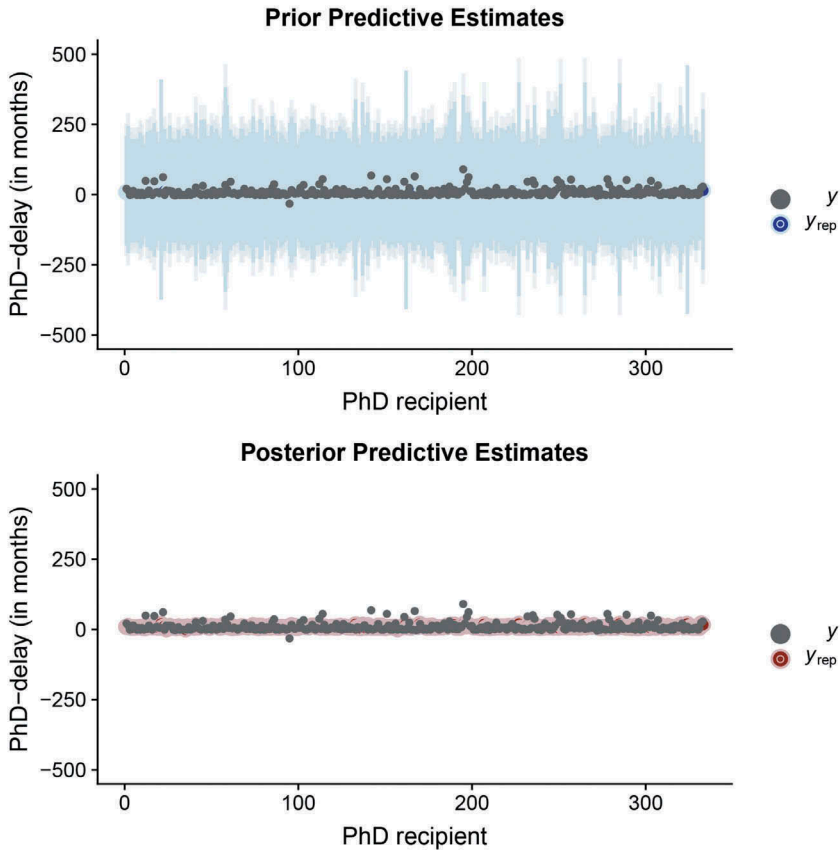 Prior Predictive Estimates
500
250
0
−250
−500
PhD−delay (in months)
0 100 200 300
PhD recipient
y
yrep
Posterior Predictive Estimates
500
250
0
−250
−500
PhD−delay (in months)
0 100 200 300
PhD recipient
y
yrep